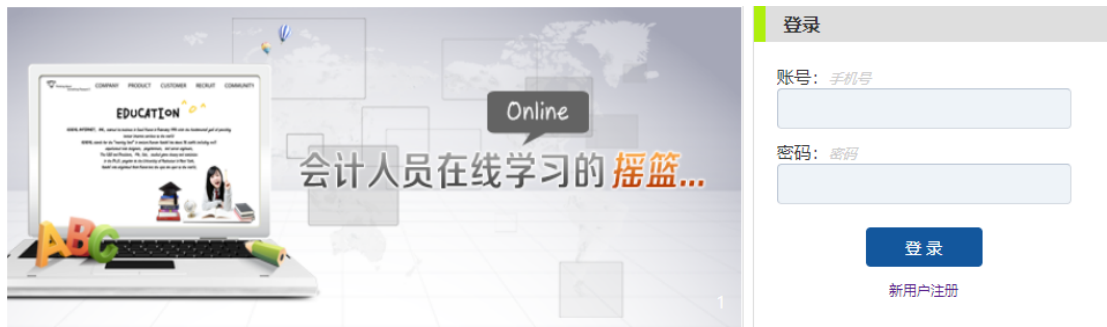 COMPANY PRODUCT CUSTOMER RECRUIT COMMUNITY
EDUCATION
Online
会计人员在线学习的 摇篮...
ABC
1
登录
账号：手机号
密码：密码
登 录
新用户注册